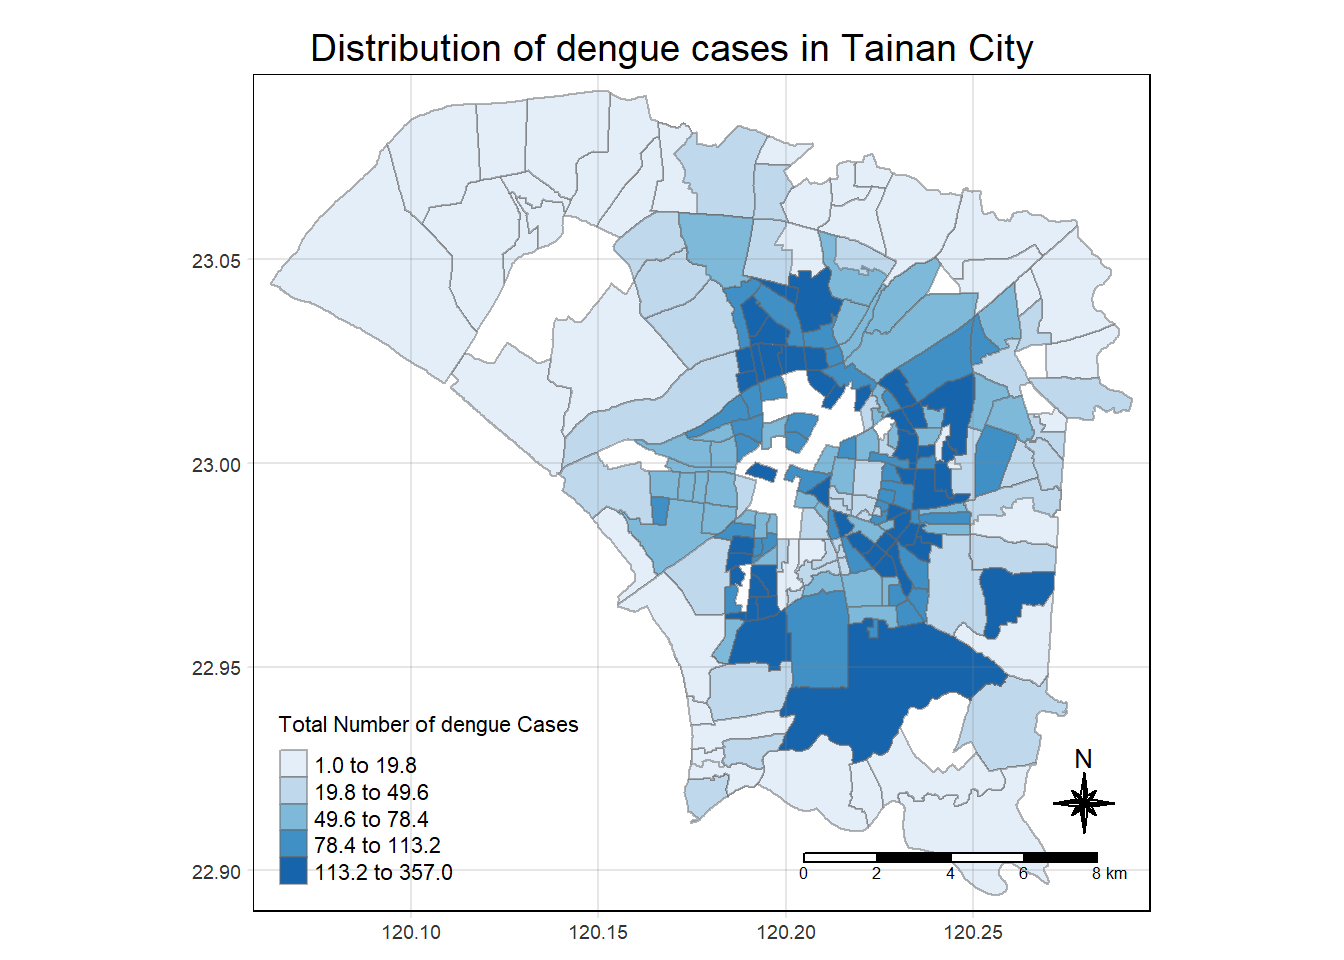 Distribution of dengue cases in Tainan City
23.05
23.00
22.95
22.90
Total Number of dengue Cases
1.0 to 19.8
19.8 to 49.6
49.6 to 78.4
78.4 to 113.2
113.2 to 357.0
N
0 2 4 6 8 km
120.10 120.15 120.20 120.25